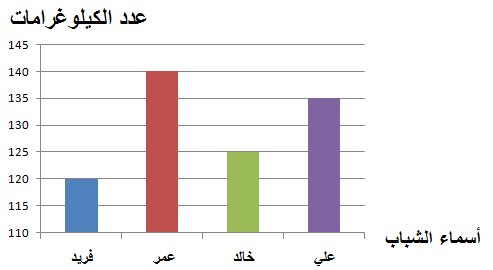 عدد الكيلوغرامات
145
140
135
130
125
120
115
110
فريد
عمر
خالد
علي
أسماء الشباب